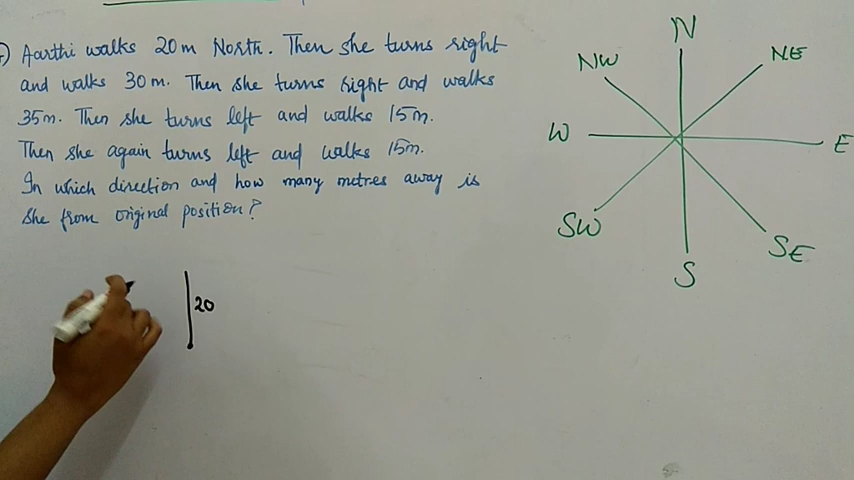 Aarthi walks 20m North. Then she turns right
and walks 30m. Then she turns right and walks
35m. Then she turns left and walks 15m.
Then she again turns left and walks 15m.
In which direction and how many metres away is
she from original position?
N
NW
NE
W
E
SW
SE
S
20